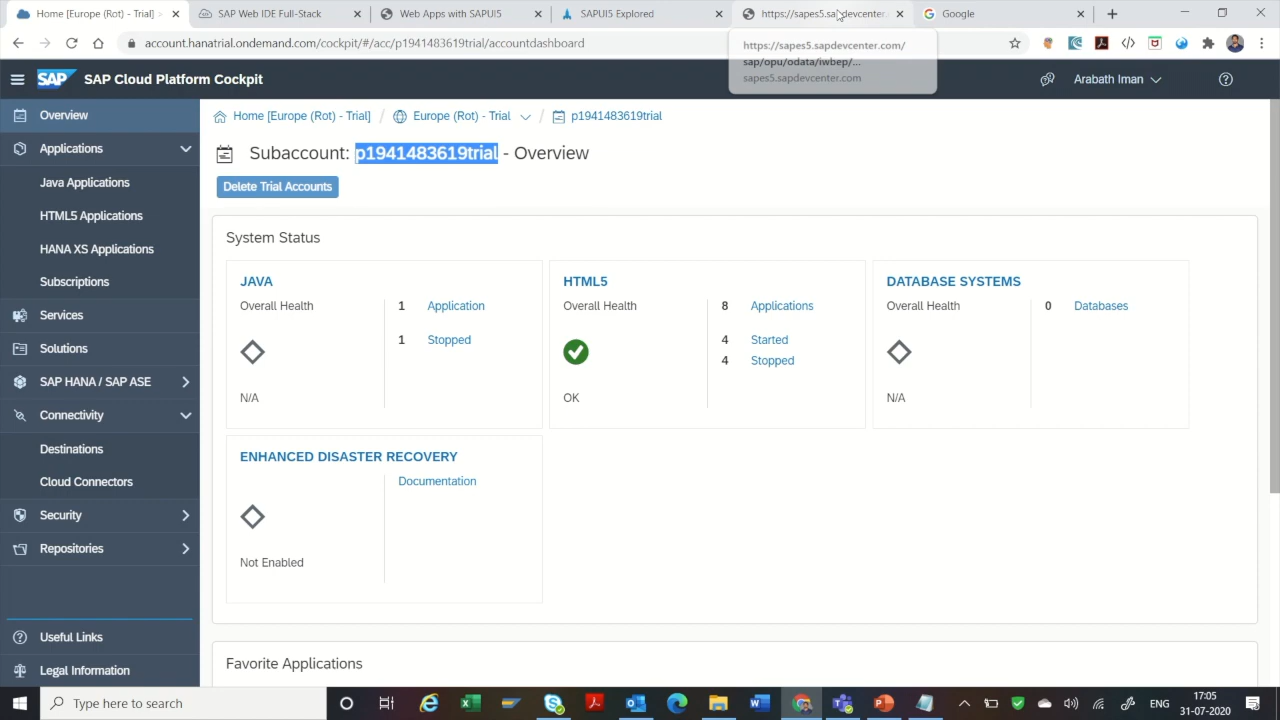 Home [Europe (Rot) - Trial] >
SAP Web IDE Full-Stack
Web Apps with SAPUI5
SAPUI5 Explored
https://sapes5.sapdevcenter.
Google
account.hanatrial.ondemand.com/cockpit/#/acc/p1941483619trial/accountdashboard
https://sapes5.sapdevcenter.com/
sap/opu/odata/iwbep/...
sapes5.sapdevcenter.com
SAP
SAP Cloud Platform Cockpit
Arabath Iman
Overview
Applications
Java Applications
HTML5 Applications
HANA XS Applications
Subscriptions
Services
Solutions
SAP HANA / SAP ASE
Connectivity
Destinations
Cloud Connectors
Security
Repositories
Useful Links
Legal Information
Home [Europe (Rot) - Trial] / Europe (Rot) - Trial / p1941483619trial
Subaccount: p1941483619trial - Overview
Delete Trial Accounts
System Status
JAVA
Overall Health
N/A
1 Application
1 Stopped
HTML5
Overall Health
OK
8 Applications
4 Started
4 Stopped
DATABASE SYSTEMS
Overall Health
N/A
0 Databases
ENHANCED DISASTER RECOVERY
Not Enabled
Documentation
Favorite Applications
Type here to search
ENG
17:05
31-07-2020